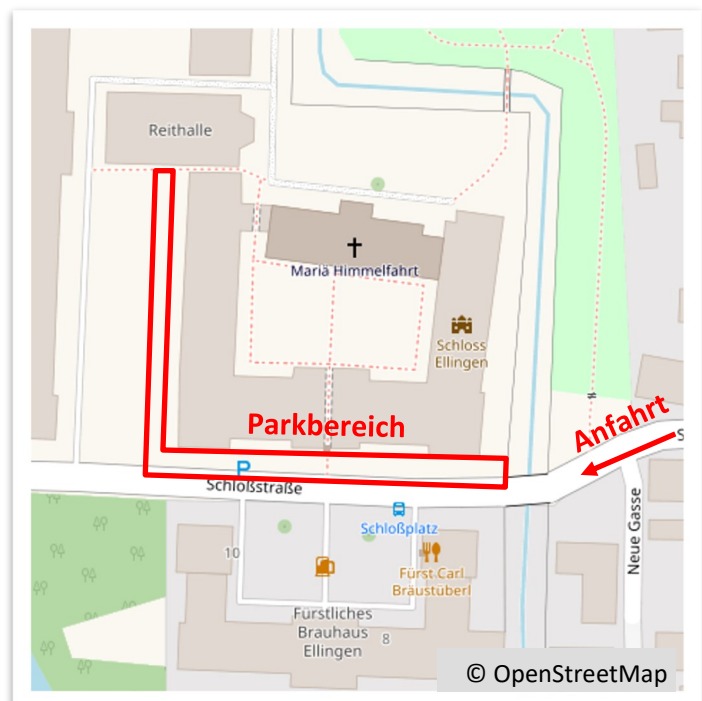 Reithalle
Mariä Himmelfahrt
Schloss
Ellingen
Parkbereich
Anfahrt
S
P
Schloßstraße
Schloßplatz
Neue Gasse
10
Fürst Carl
Bräustüberl
Fürstliches
Brauhaus
Ellingen
8
© OpenStreetMap